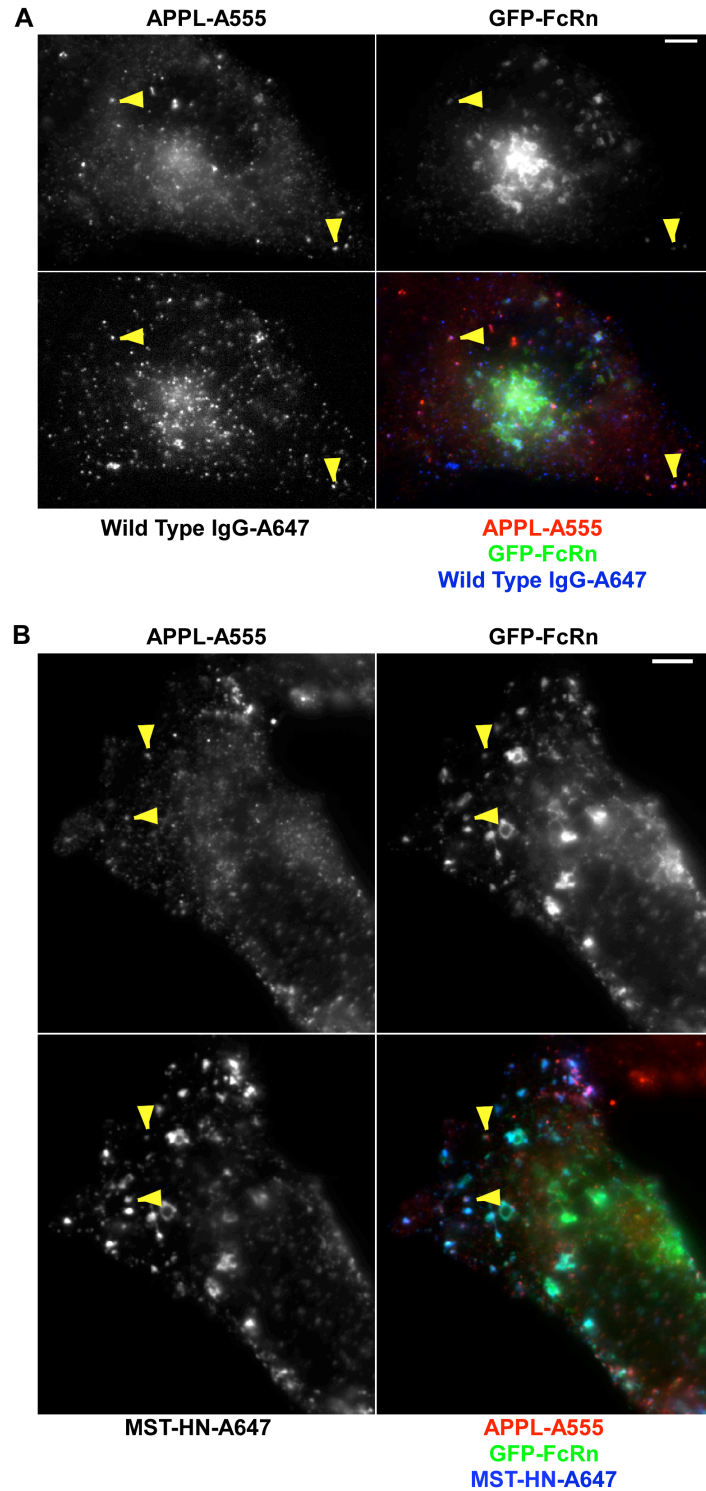 A
APPL-A555 GFP-FcRn
Wild Type IgG-A647 APPL-A555
GFP-FcRn
Wild Type IgG-A647
B
APPL-A555 GFP-FcRn
MST-HN-A647 APPL-A555
GFP-FcRn
MST-HN-A647